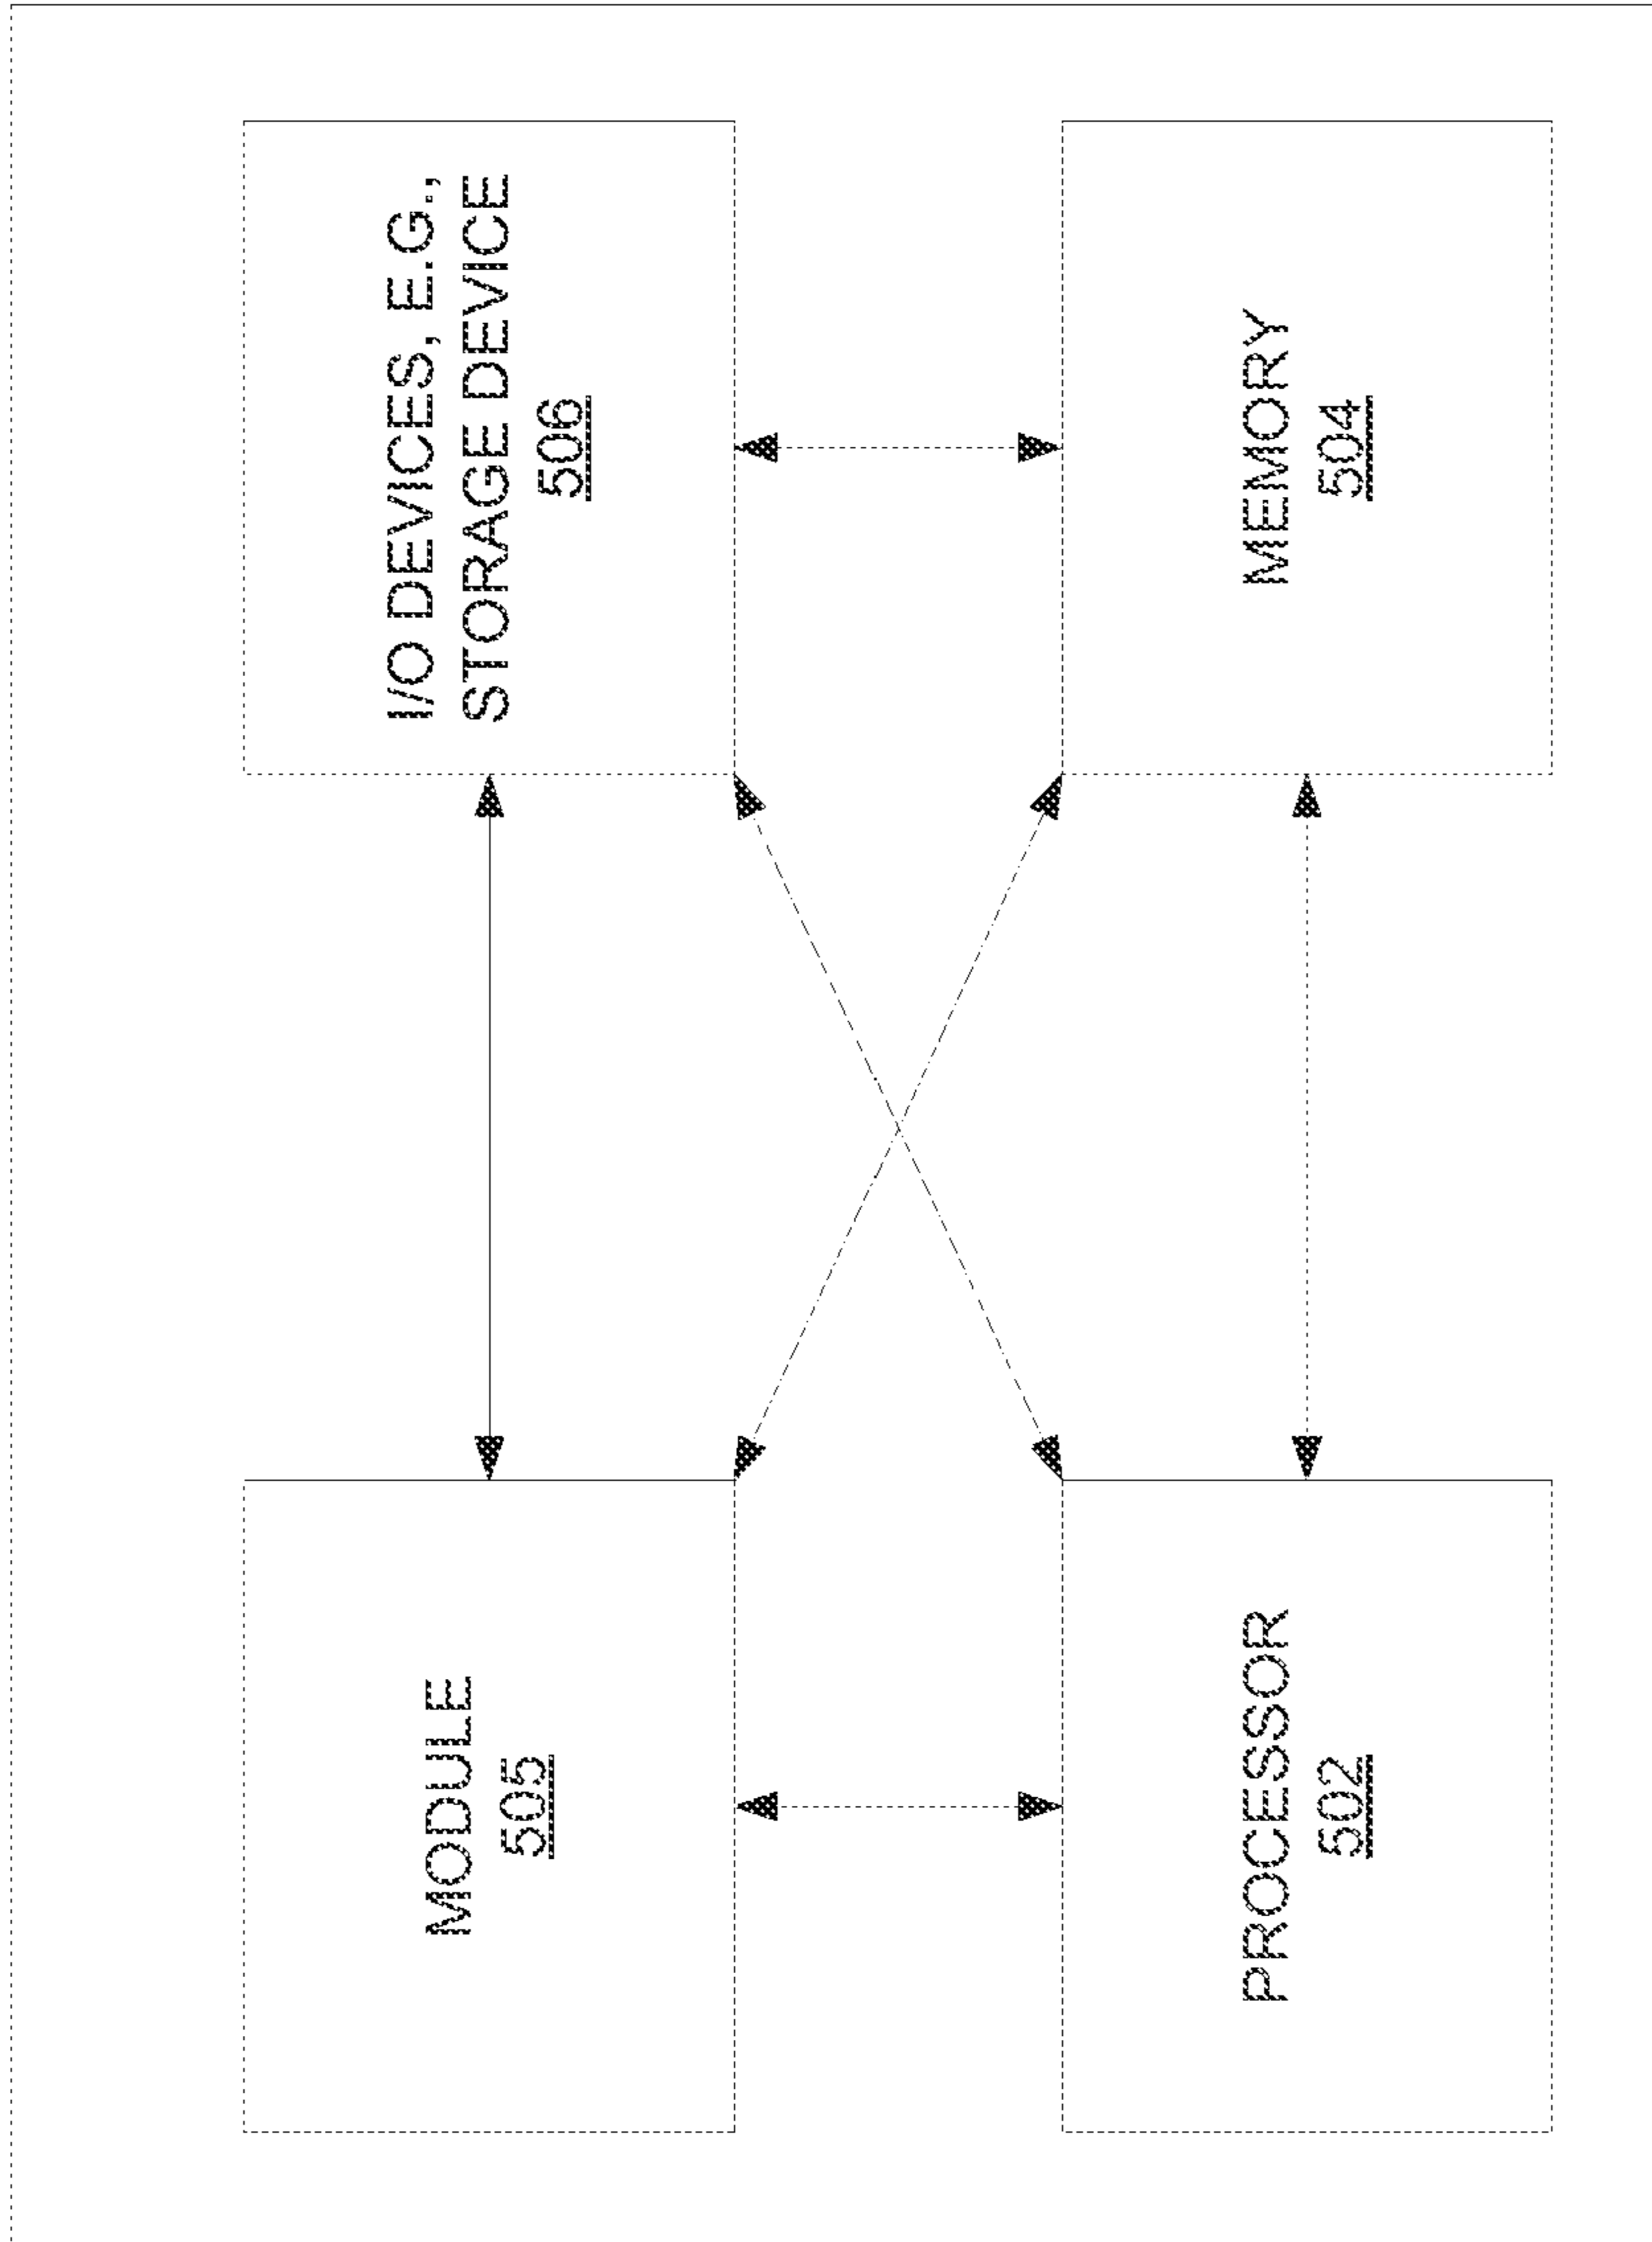 MODULE
505
I/O DEVICES, E.G.,
STORAGE DEVICE
506
PROCESSOR
502
MEMORY
504